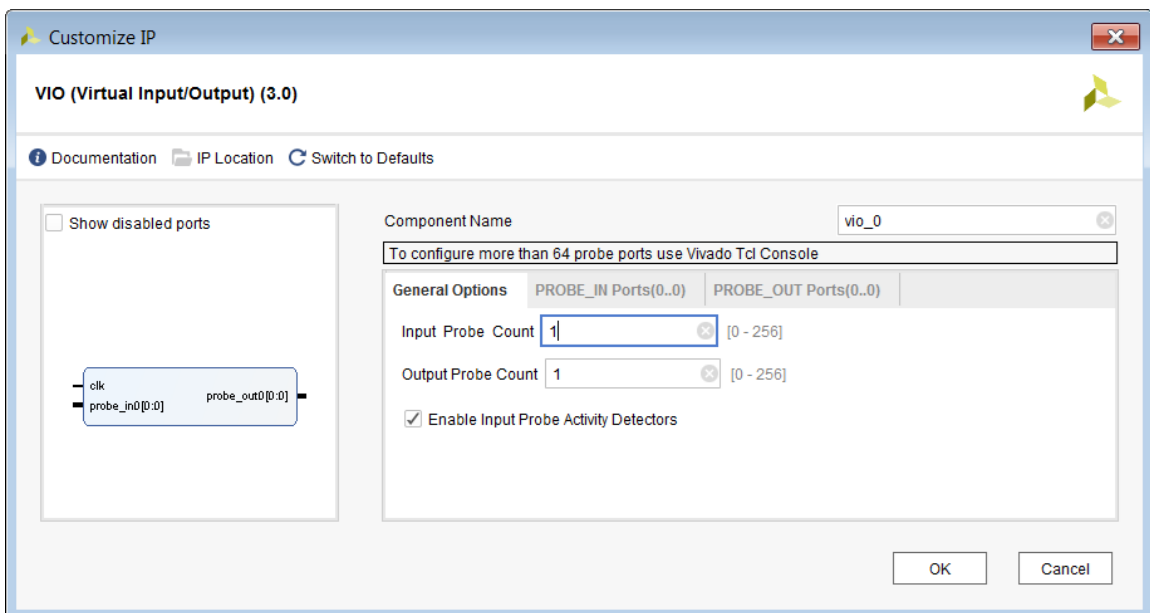 Customize IP
VIO (Virtual Input/Output) (3.0)
Documentation IP Location Switch to Defaults
Show disabled ports
clk
probe_in0[0:0]
probe_out0[0:0]
Component Name vio_0
To configure more than 64 probe ports use Vivado Tcl Console
General Options PROBE_IN Ports(0..0) PROBE_OUT Ports(0..0)
Input Probe Count 1 [0 - 256]
Output Probe Count 1 [0 - 256]
Enable Input Probe Activity Detectors
OK Cancel